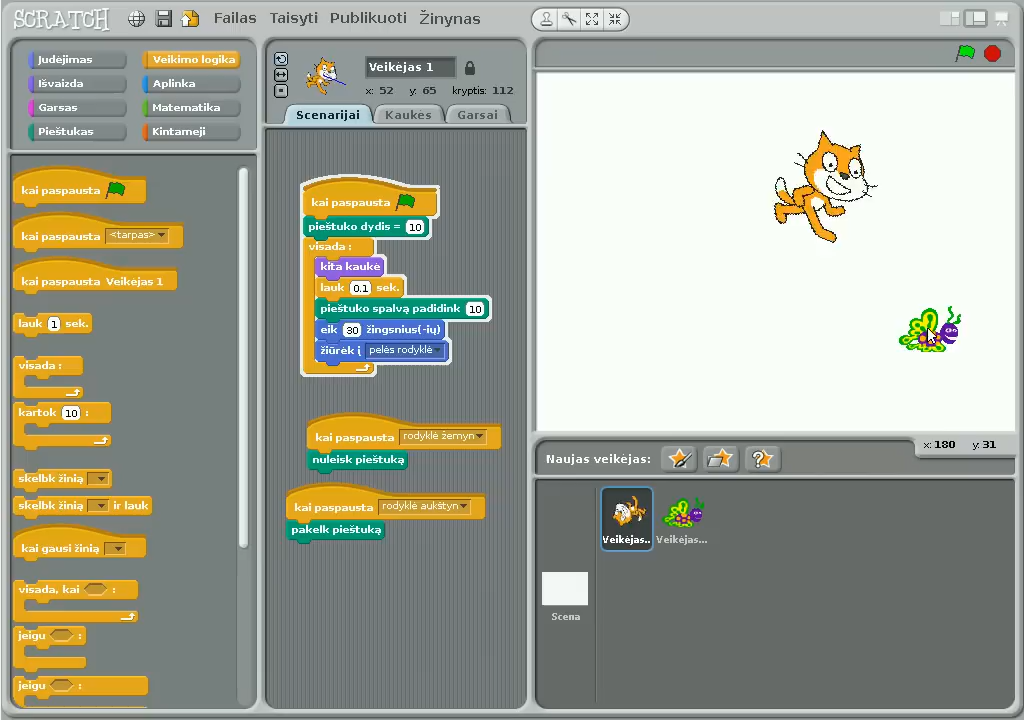 SCRATCH Failas Taisyti Publikuoti Žinynas
Judėjimas
Veikimo logika
Išvaizda
Aplinka
Garsas
Matematika
Pieštukas
Kintameji
kai paspausta
kai paspausta <tarpas>
kai paspausta Veikėjas 1
lauk 1 sek.
visada :
kartok 10 :
skelbk žinią
skelbk žinią ir lauk
kai gausi žinią
visada, kai :
jeigu :
jeigu :
Veikėjas 1
x: 52 y: 65 kryptis: 112
Scenarijai Kaukės Garsai
kai paspausta
pieštuko dydis = 10
visada :
kita kaukė
lauk 0.1 sek.
pieštuko spalvą padidink 10
eik 30 žingsnius(-ių)
žiūrėk į pelės rodyklė
kai paspausta rodyklė žemyn
nuleisk pieštuką
kai paspausta rodyklė aukštyn
pakelk pieštuką
x: 180 y: 31
Naujas veikėjas:
Veikėjas.. Veikėjas...
Scena